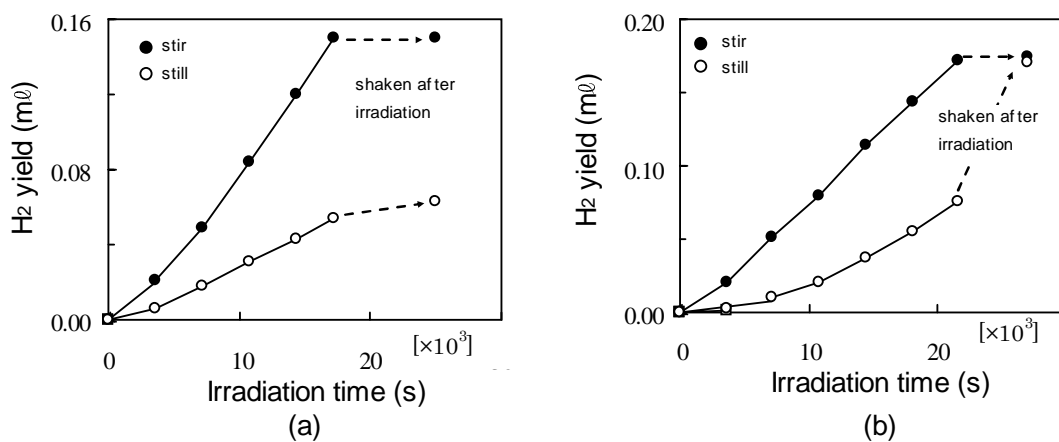 0.16
0.08
0.00
H2 yield (mℓ)
stir
still
shaken after
irradiation
0
10
20
[×10³]
Irradiation time (s)
(a)
0.20
0.10
0.00
H2 yield (mℓ)
stir
still
shaken after
irradiation
0
10
20
[×10³]
Irradiation time (s)
(b)